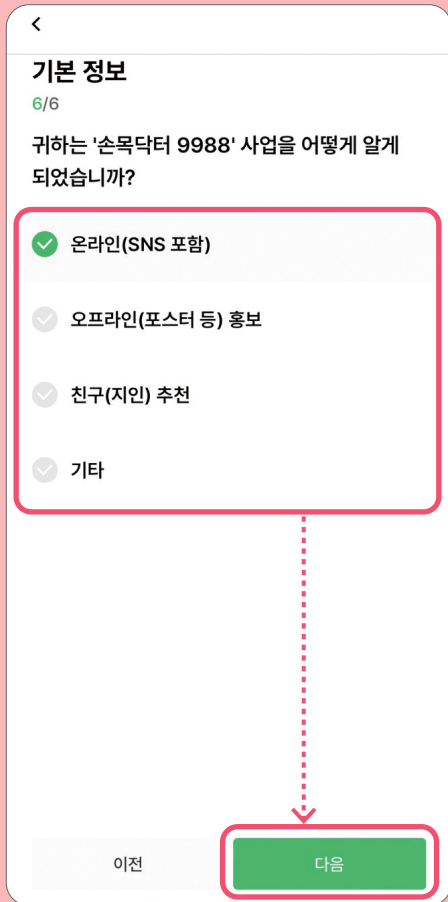 기본 정보
6/6
귀하는 '손목닥터 9988' 사업을 어떻게 알게
되었습니까?
온라인(SNS 포함)
오프라인(포스터 등) 홍보
친구(지인) 추천
기타
이전
다음